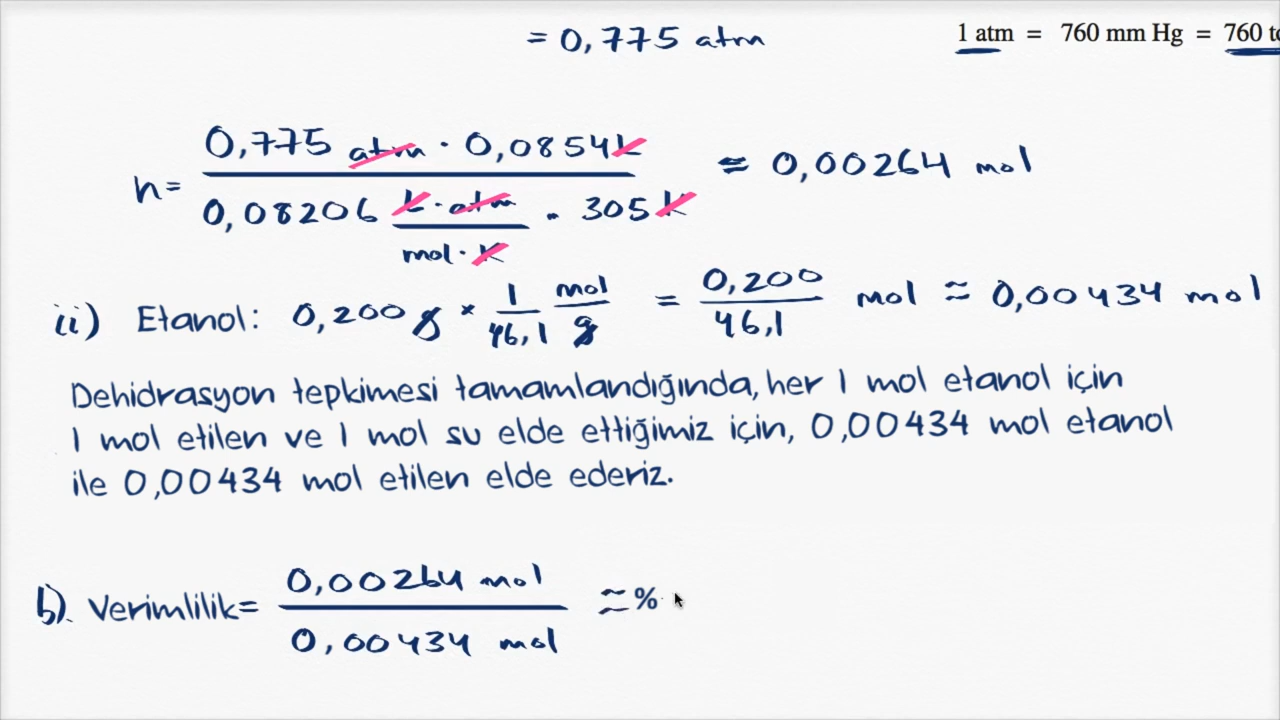 = 0,775 atm
1 atm = 760 mm Hg = 760 to
n= 0,775 atm · 0,0854 L / 0,08206 L·atm / mol·K · 305 K ≈ 0,00264 mol
ii) Etanol: 0,200 g × 1/46,1 mol/g = 0,200/46,1 mol ≈ 0,00434 mol
Dehidrasyon tepkimesi tamamlandığında, her 1 mol etanol için
1 mol etilen ve 1 mol su elde ettiğimiz için, 0,00434 mol etanol
ile 0,00434 mol etilen elde ederiz.
b). Verimlilik= 0,00264 mol / 0,00434 mol ≈ %